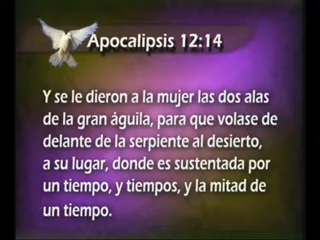 Apocalipsis 12:14
Y se le dieron a la mujer las dos alas
de la gran águila, para que volase de
delante de la serpiente al desierto,
a su lugar, donde es sustentada por
un tiempo, y tiempos, y la mitad de
un tiempo.